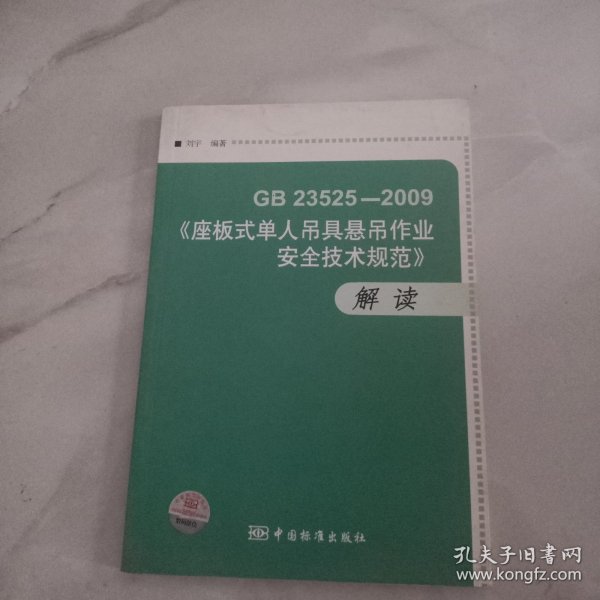 ■ 刘宇 编著
GB 23525—2009
《座板式单人吊具悬吊作业
安全技术规范》
解读
中国标准出版社
孔夫子旧书网
www.kongfz.com